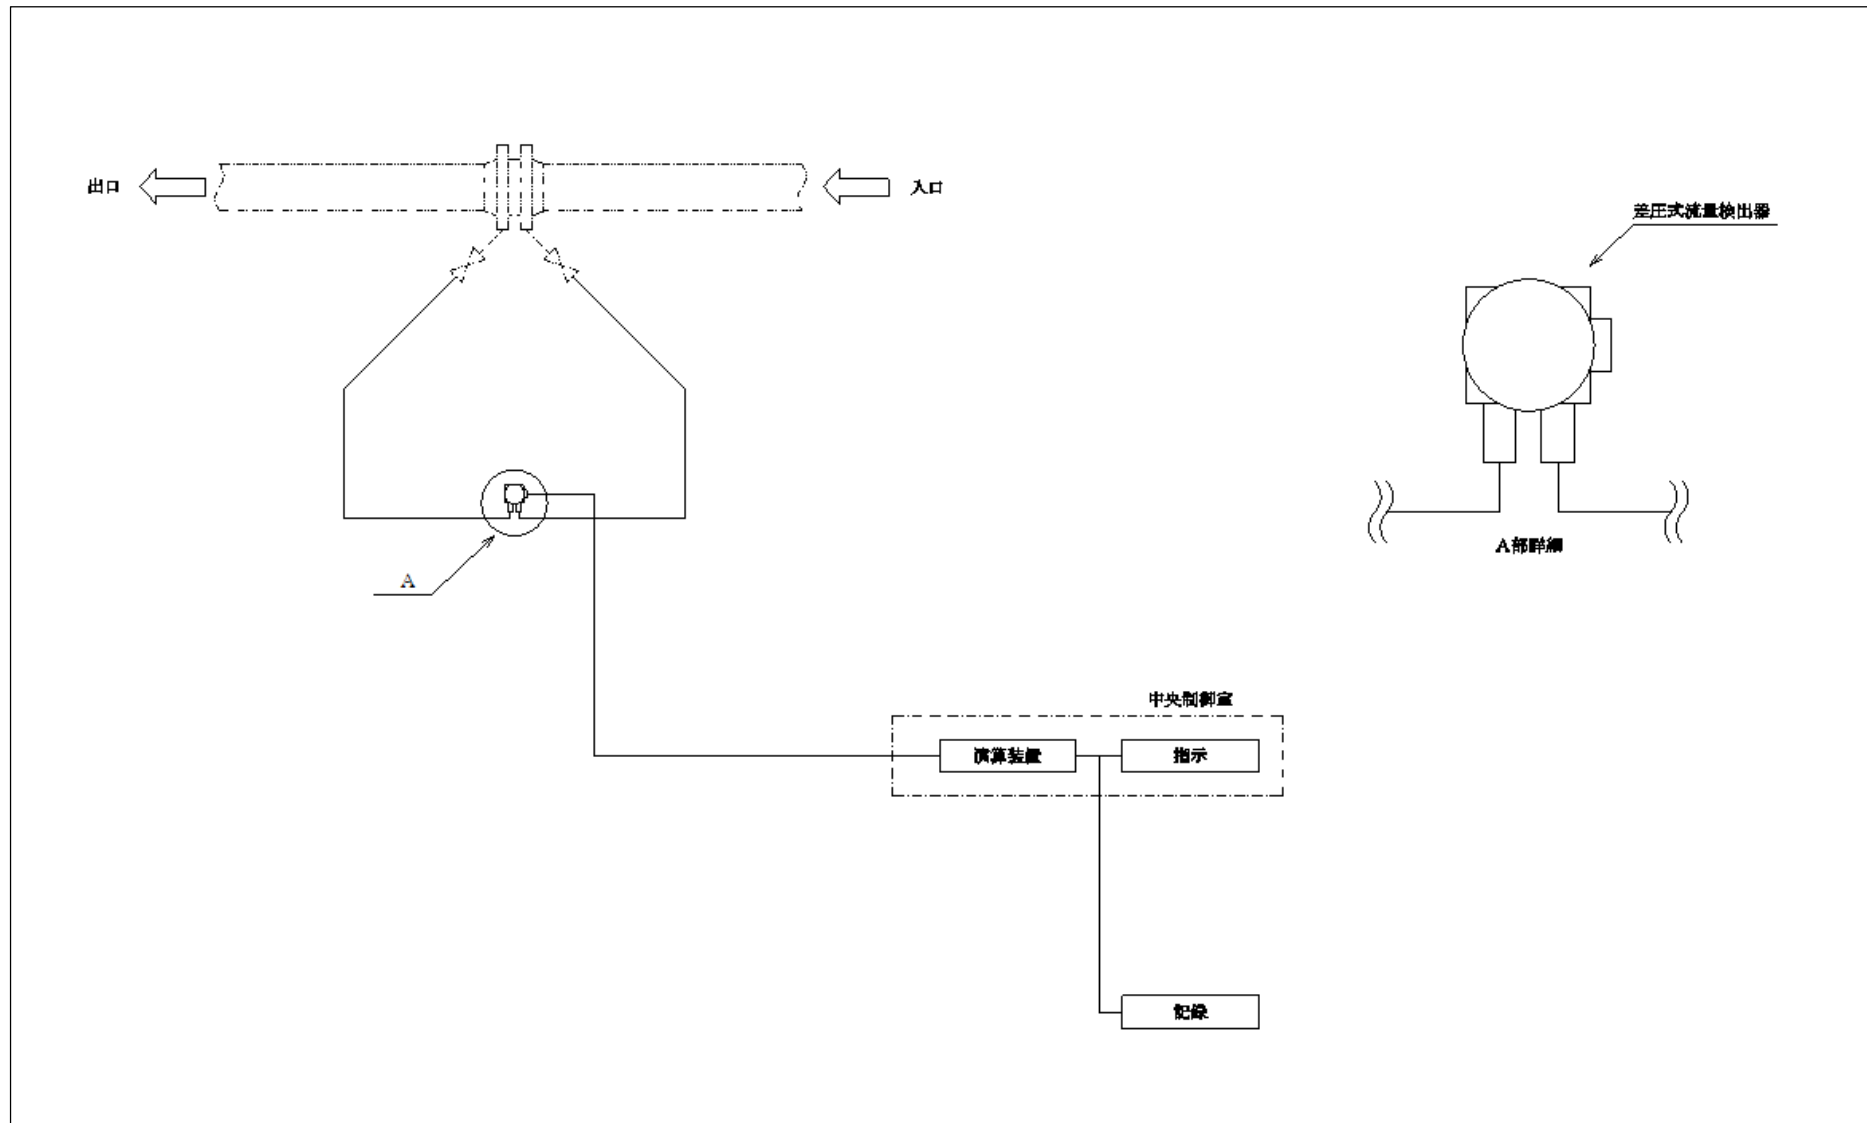 出口
入口
差圧式流量検出器
A部詳細
A
中央制御室
演算装置
指示
記録